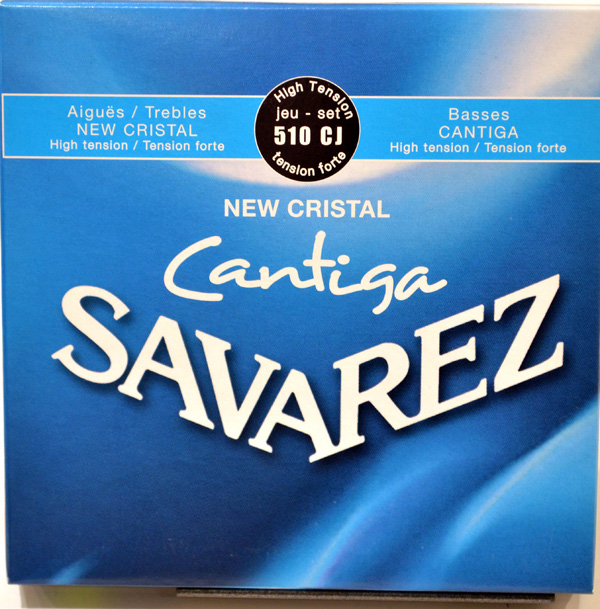 High Tension
jeu - set
510 CJ
tension forte
Aiguës / Trebles
NEW CRISTAL
High tension / Tension forte
Basses
CANTIGA
High tension / Tension forte
NEW CRISTAL
Cantiga
SAVAREZ